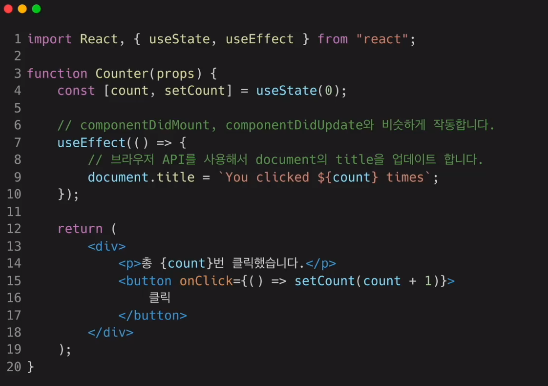 1 import React, { useState, useEffect } from "react";
2
3 function Counter(props) {
4     const [count, setCount] = useState(0);
5
6     // componentDidMount, componentDidUpdate와 비슷하게 작동합니다.
7     useEffect(() => {
8         // 브라우저 API를 사용해서 document의 title을 업데이트 합니다.
9         document.title = `You clicked ${count} times`;
10     });
11
12     return (
13         <div>
14             <p>총 {count}번 클릭했습니다.</p>
15             <button onClick={() => setCount(count + 1)}>
16                 클릭
17             </button>
18         </div>
19     );
20 }